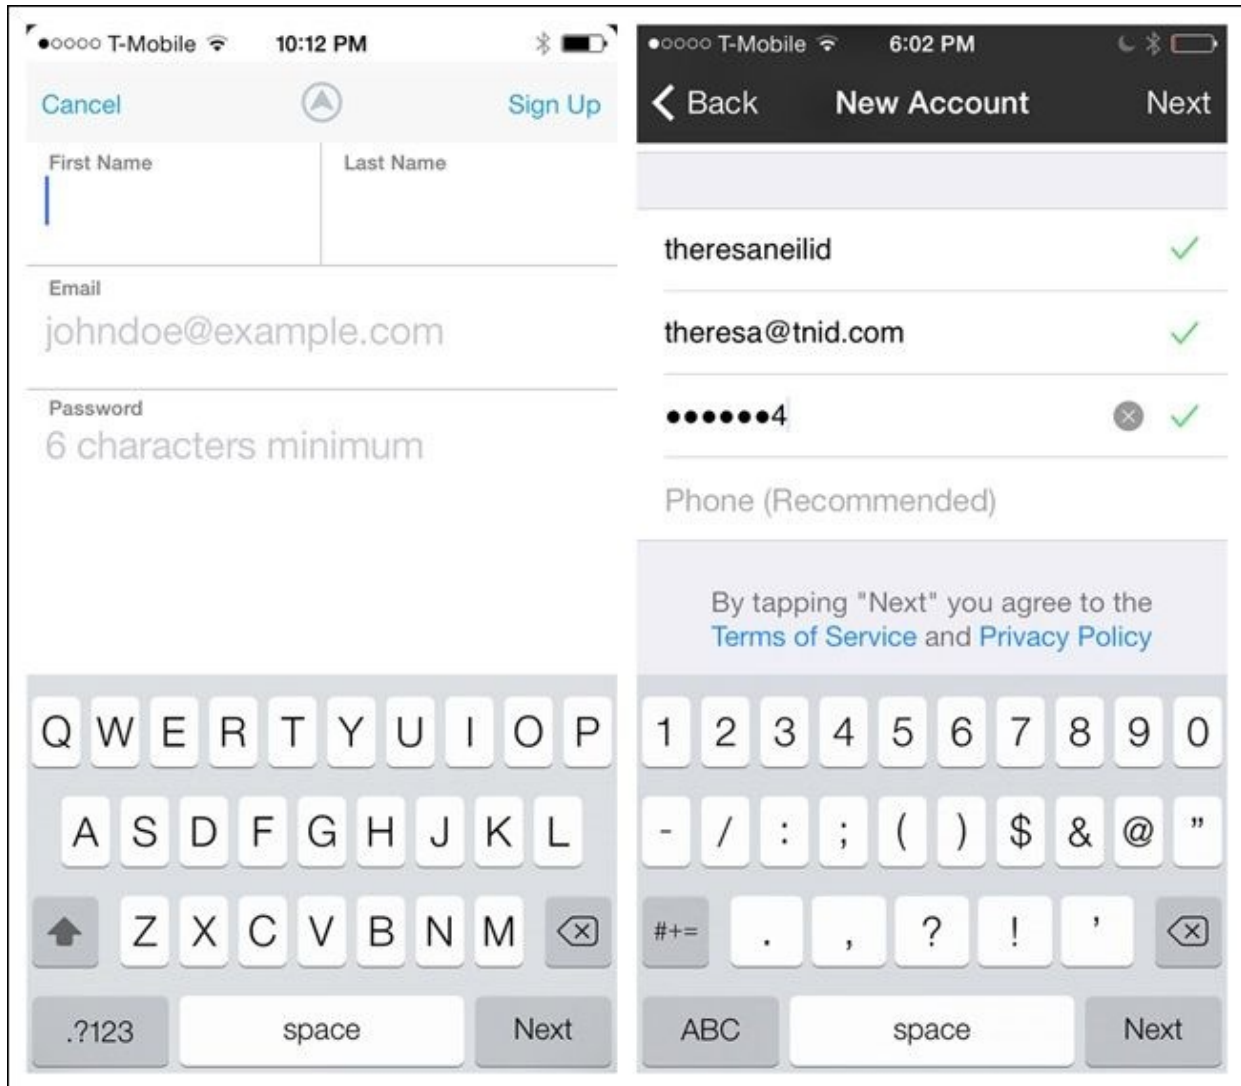 T-Mobile 10:12 PM
Cancel Sign Up
First Name Last Name
Email
johndoe@example.com
Password
6 characters minimum
Q W E R T Y U I O P
A S D F G H J K L
Z X C V B N M
.?123 space Next
T-Mobile 6:02 PM
Back New Account Next
theresaneilid
theresa@tnid.com
••••••4
Phone (Recommended)
By tapping "Next" you agree to the
Terms of Service and Privacy Policy
1 2 3 4 5 6 7 8 9 0
- / : ; ( ) $ & @ ”
#+= . , ? ! ’
ABC space Next